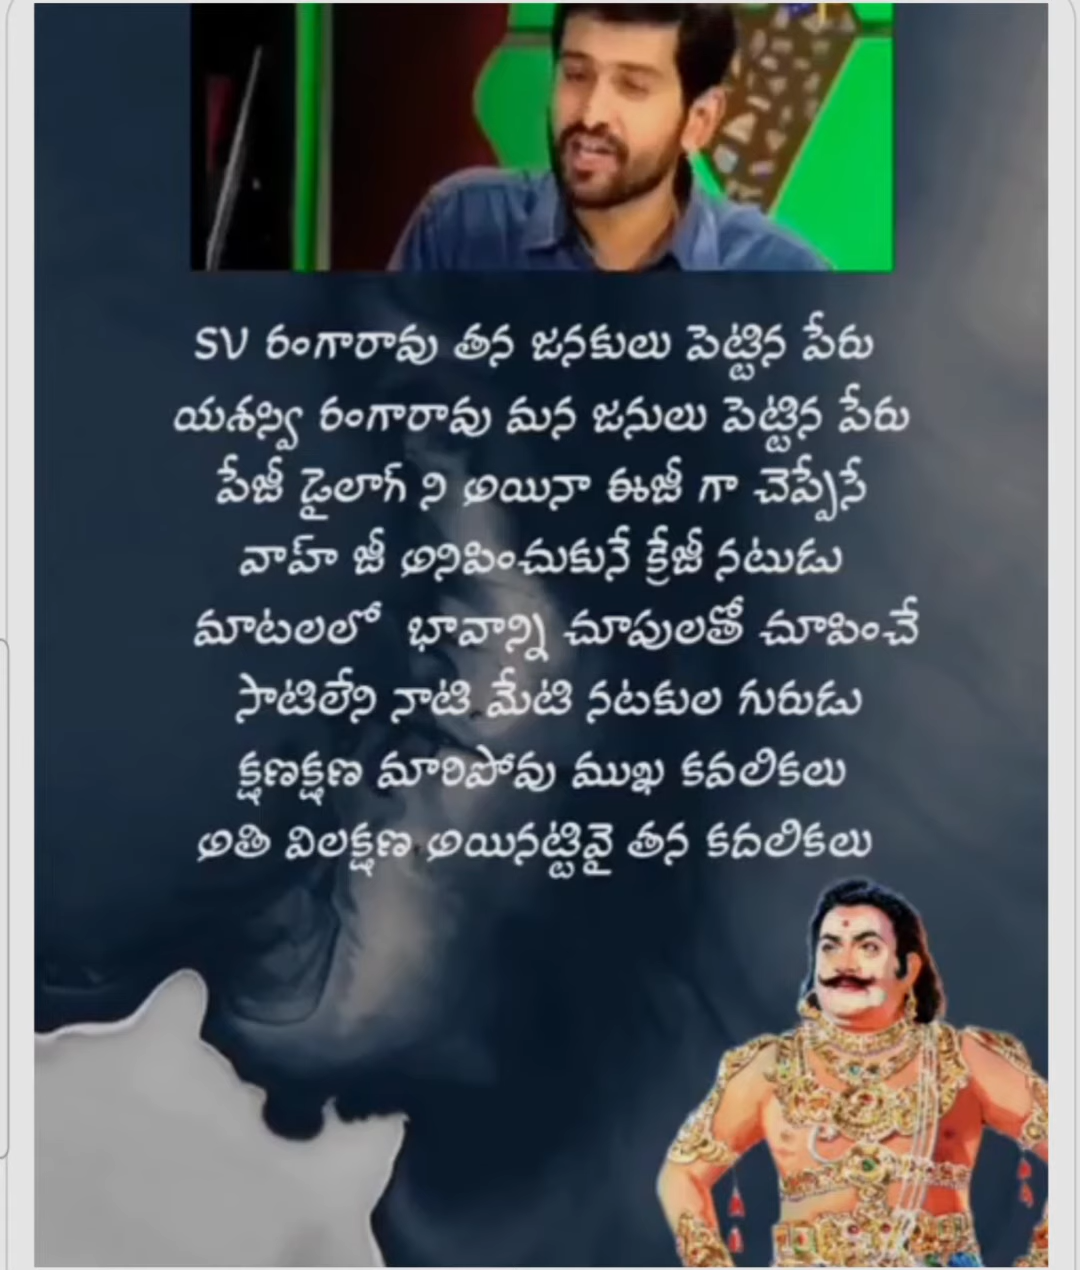 SV రంగారావు తన జనకులు పెట్టిన పేరు
యశస్వి రంగారావు మన జనులు పెట్టిన పేరు
పేజీ డైలాగ్ ని అయినా ఈజీ గా చెప్పేసే
వాహ్ జీ అనిపించుకునే క్రేజీ నటుడు
మాటలలో భావాన్ని చూపులతో చూపించే
సాటిలేని నాటి మేటి నటకుల గురుడు
క్షణక్షణ మారిపోవు ముఖ కవలికలు
అతి విలక్షణ అయినట్టివై తన కదలికలు